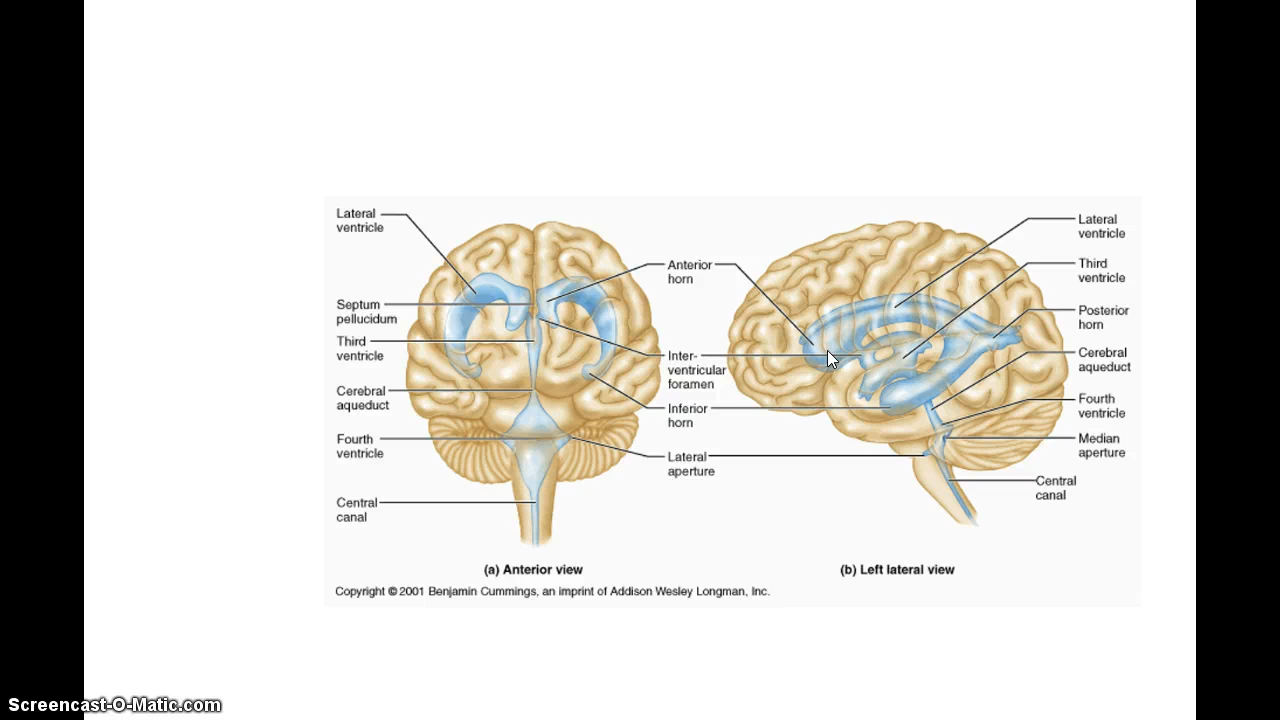 Lateral
ventricle
Septum
pellucidum
Third
ventricle
Cerebral
aqueduct
Fourth
ventricle
Central
canal
Anterior
horn
Inter-
ventricular
foramen
Inferior
horn
Lateral
aperture
Lateral
ventricle
Third
ventricle
Posterior
horn
Cerebral
aqueduct
Fourth
ventricle
Median
aperture
Central
canal
(a) Anterior view
(b) Left lateral view
Copyright © 2001 Benjamin Cummings, an imprint of Addison Wesley Longman, Inc.
Screencast-O-Matic.com